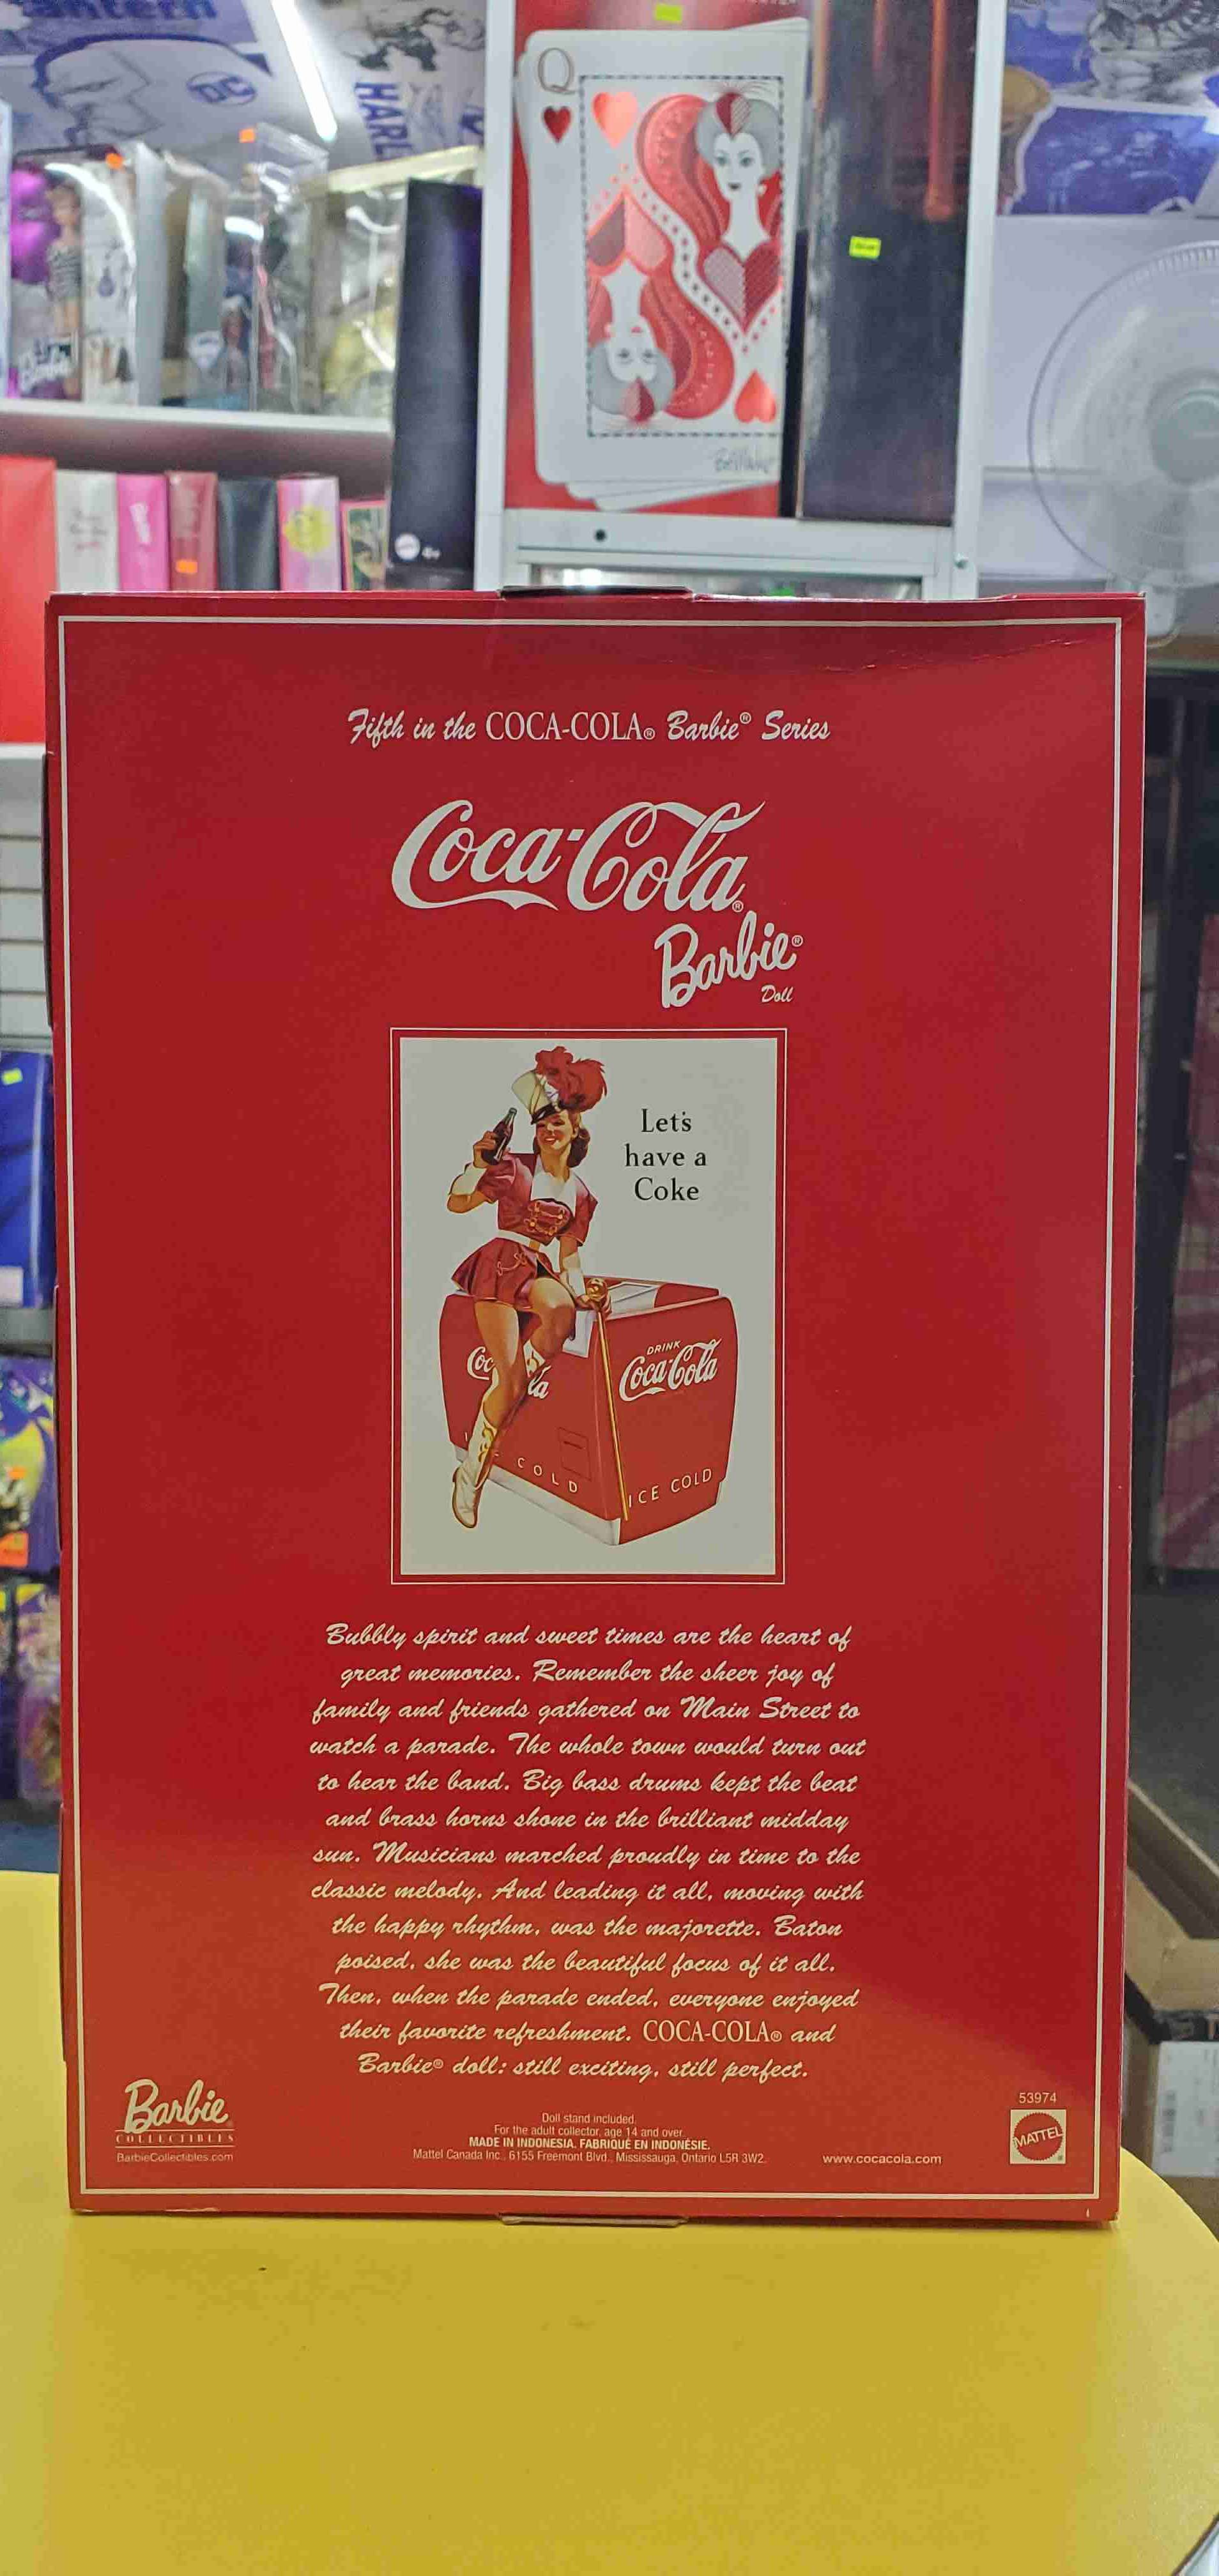 DC
HARL
Q
Barbie
Fifth in the COCA-COLA® Barbie® Series
Coca-Cola®
Barbie®
Doll
Let's
have a
Coke
DRINK
Coca-Cola
COLD
ICE COLD
Bubbly spirit and sweet times are the heart of
great memories. Remember the sheer joy of
family and friends gathered on Main Street to
watch a parade. The whole town would turn out
to hear the band. Big bass drums kept the beat
and brass horns shone in the brilliant midday
sun. Musicians marched proudly in time to the
classic melody. And leading it all, moving with
the happy rhythm, was the majorette. Baton
poised, she was the beautiful focus of it all.
Then, when the parade ended, everyone enjoyed
their favorite refreshment. COCA-COLA® and
Barbie® doll: still exciting, still perfect.
Barbie
COLLECTIBLES
BarbieCollectibles.com
Doll stand included.
For the adult collector, age 14 and over.
MADE IN INDONESIA. FABRIQUÉ EN INDONÉSIE.
Mattel Canada Inc., 6155 Freemont Blvd., Mississauga, Ontario L5R 3W2.
www.cocacola.com
53974
MATTEL